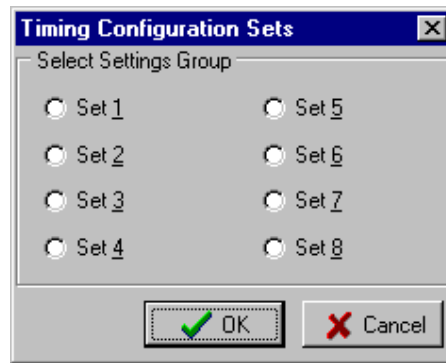 Timing Configuration Sets
Select Settings Group
Set 1
Set 5
Set 2
Set 6
Set 3
Set 7
Set 4
Set 8
OK
Cancel